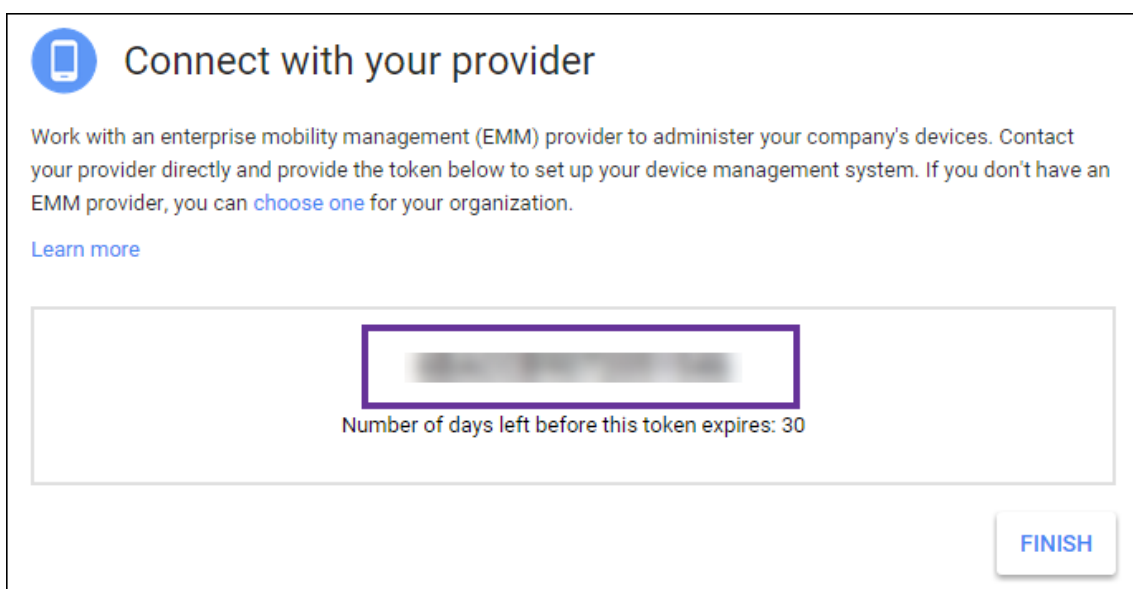 Connect with your provider
Work with an enterprise mobility management (EMM) provider to administer your company's devices. Contact
your provider directly and provide the token below to set up your device management system. If you don't have an
EMM provider, you can choose one for your organization.
Learn more
Number of days left before this token expires: 30
FINISH